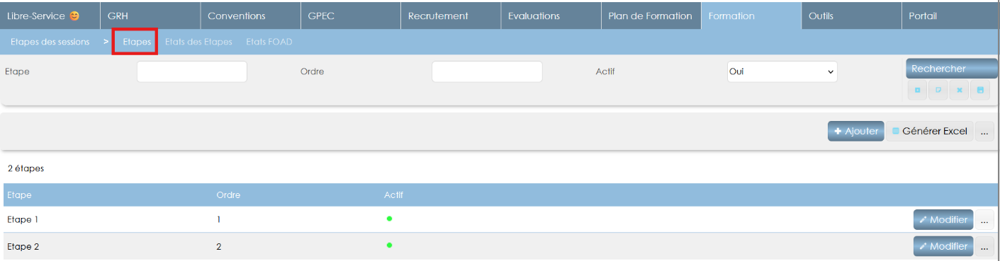 Libre-Service 😊 GRH Conventions GPEC Recrutement Evaluations Plan de Formation Formation Outils Portail
Etapes des sessions > Etapes Etats des Etapes Etats FOAD
Etape Ordre Actif Oui Rechercher
+ Ajouter Générer Excel ...
2 étapes
Etape Ordre Actif
Etape 1 1 Modifier ...
Etape 2 2 Modifier ...